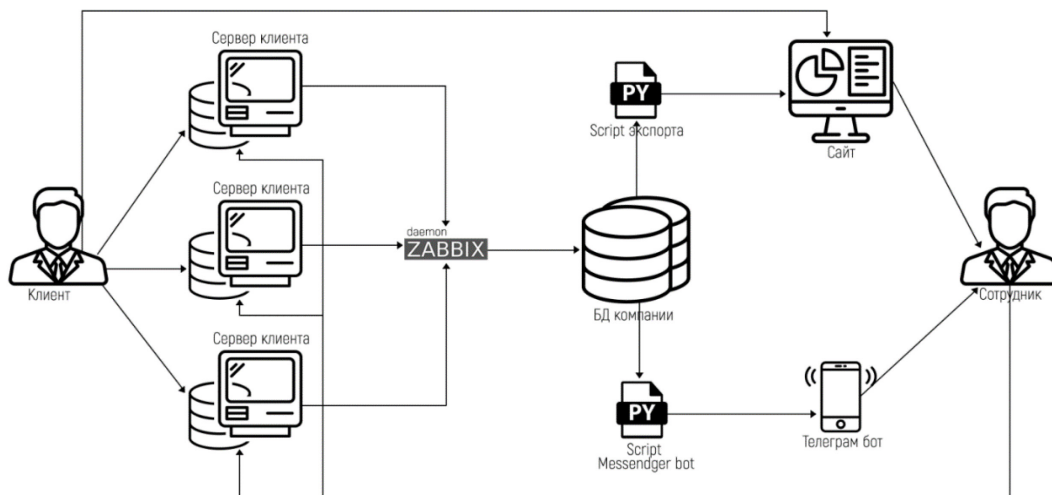 Сервер клиента
Сервер клиента
Сервер клиента
Клиент
daemon
ZABBIX
PY
Script экспорта
БД компании
PY
Script
Messendger bot
Сайт
Сотрудник
Телеграм бот